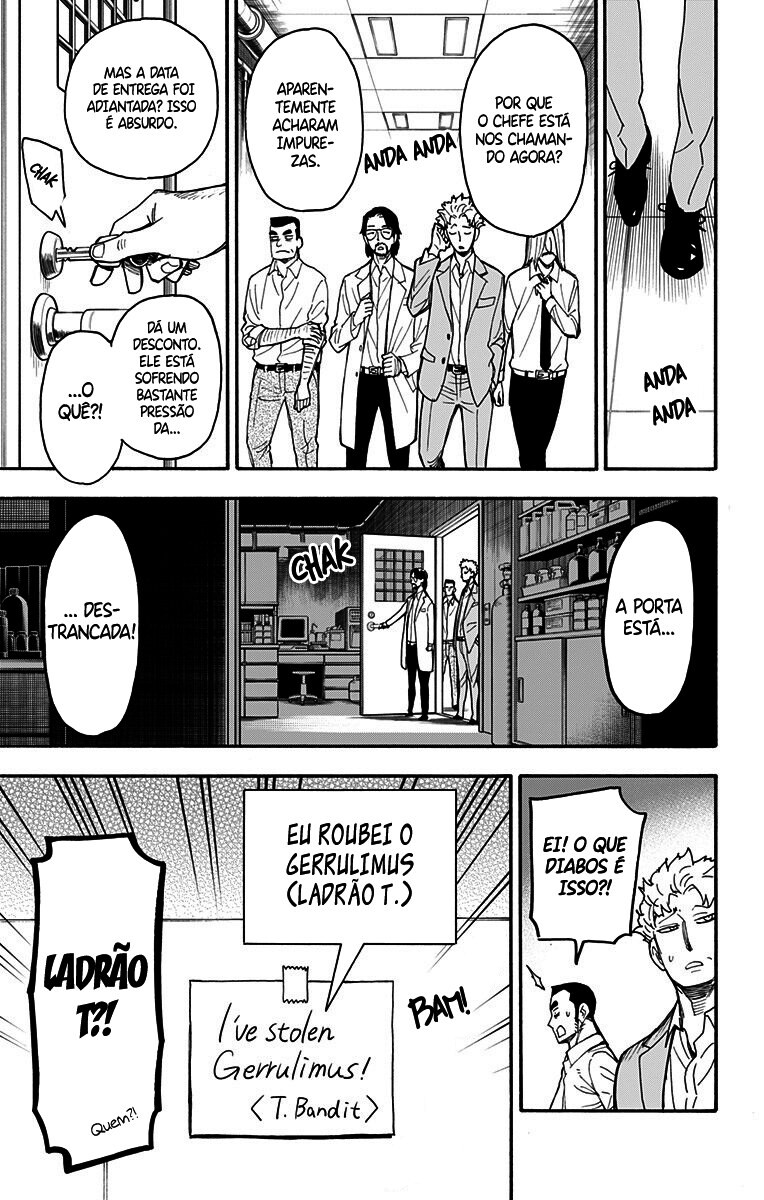 ANDA
ANDA
POR QUE
O CHEFE ESTÁ
NOS CHAMAN-
DO AGORA?
ANDA ANDA
APAREN-
TEMENTE
ACHARAM
IMPURE-
ZAS.
MAS A DATA
DE ENTREGA FOI
ADIANTADA? ISSO
É ABSURDO.
CHAK
DÁ UM
DESCONTO.
ELE ESTÁ
SOFRENDO
BASTANTE
PRESSÃO
DA...
...O
QUÊ?!
A PORTA
ESTÁ...
CHAK
... DES-
TRANCADA!
EI! O QUE
DIABOS É
ISSO?!
BAM!
EU ROUBEI O
GERRULIMUS
(LADRÃO T.)
I've stolen
Gerrulimus!
〈T. Bandit〉
LADRÃO
T?!
Quem?!